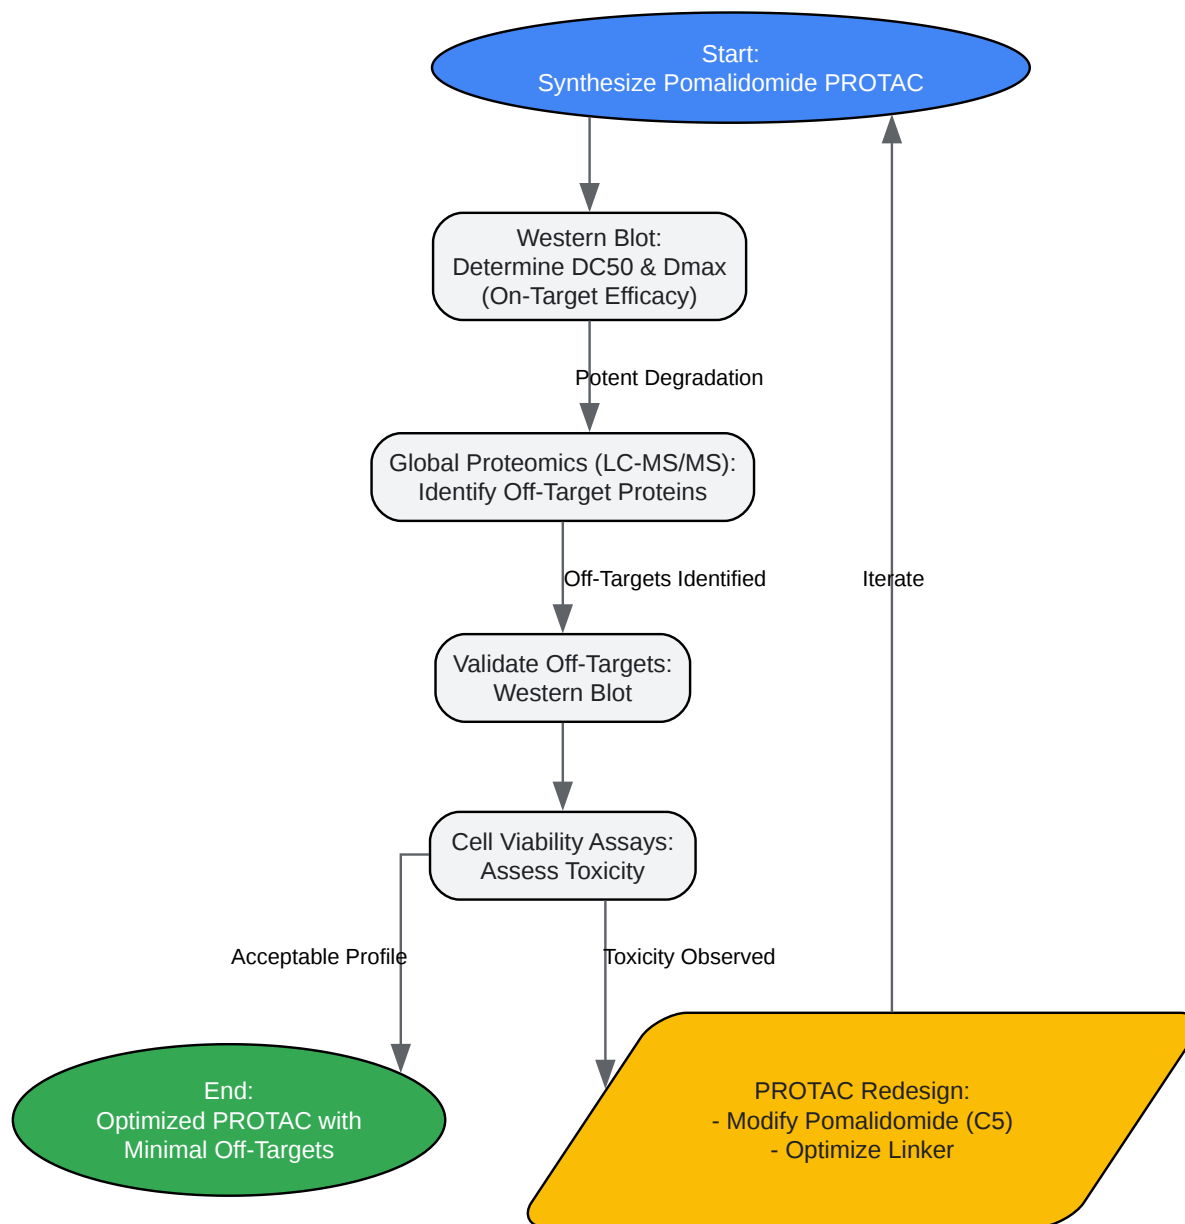 Start:
Synthesize Pomalidomide PROTAC
Western Blot:
Determine DC50 & Dmax
(On-Target Efficacy)
Potent Degradation
Global Proteomics (LC-MS/MS):
Identify Off-Target Proteins
Off-Targets Identified
Iterate
Validate Off-Targets:
Western Blot
Cell Viability Assays:
Assess Toxicity
Acceptable Profile
Toxicity Observed
End:
Optimized PROTAC with
Minimal Off-Targets
PROTAC Redesign:
- Modify Pomalidomide (C5)
- Optimize Linker